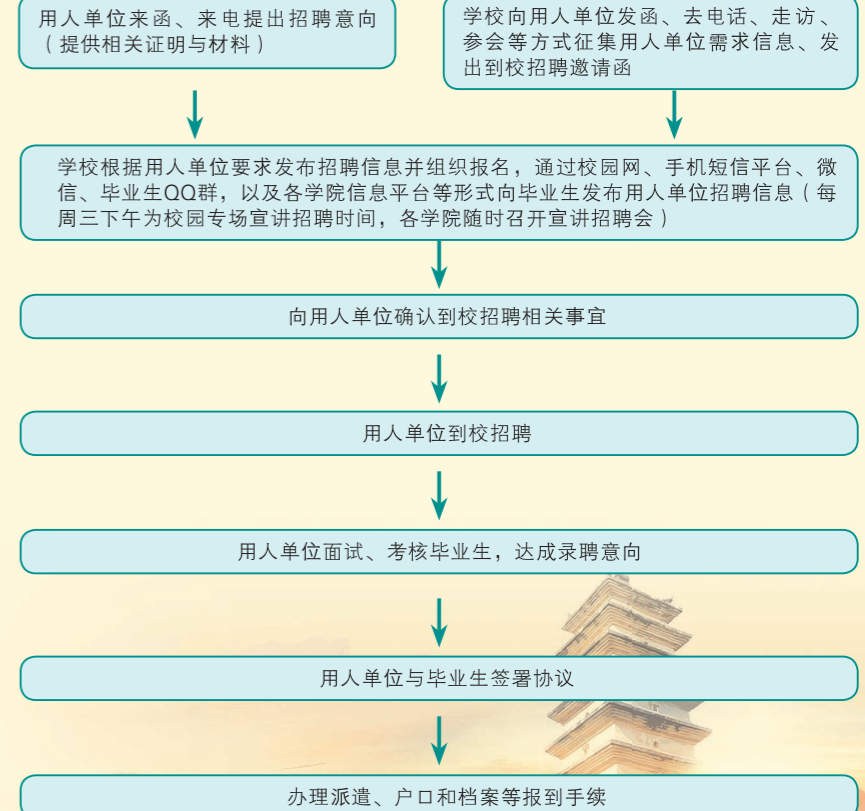 用人单位来函、来电提出招聘意向
（提供相关证明与材料）
学校向用人单位发函、去电话、走访、
参会等方式征集用人单位需求信息、发
出到校招聘邀请函
学校根据用人单位要求发布招聘信息并组织报名，通过校园网、手机短信平台、微
信、毕业生QQ群，以及各学院信息平台等形式向毕业生发布用人单位招聘信息（每
周三下午为校园专场宣讲招聘时间，各学院随时召开宣讲招聘会）
向用人单位确认到校招聘相关事宜
用人单位到校招聘
用人单位面试、考核毕业生，达成录聘意向
用人单位与毕业生签署协议
办理派遣、户口和档案等报到手续